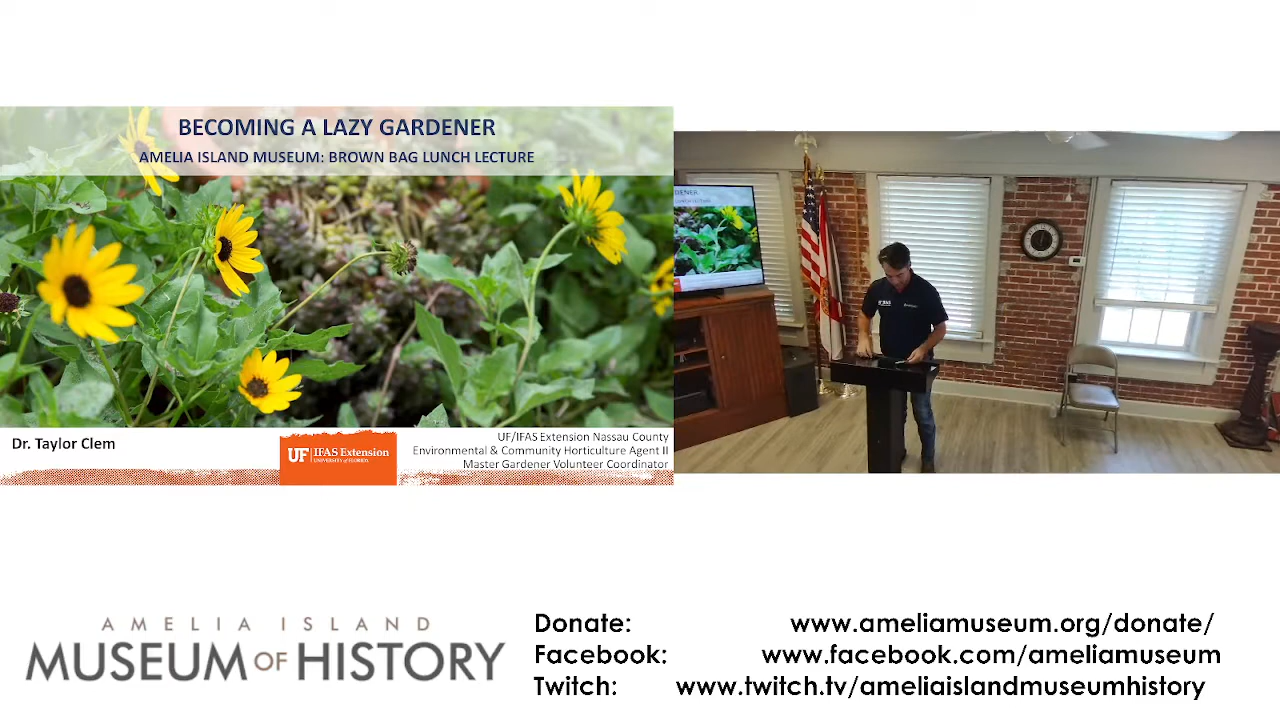 BECOMING A LAZY GARDENER
AMELIA ISLAND MUSEUM: BROWN BAG LUNCH LECTURE
Dr. Taylor Clem
UF IFAS Extension
UNIVERSITY of FLORIDA
UF/IFAS Extension Nassau County
Environmental & Community Horticulture Agent II
Master Gardener Volunteer Coordinator
AMELIA ISLAND
MUSEUM OF HISTORY
Donate: www.ameliamuseum.org/donate/
Facebook: www.facebook.com/ameliamuseum
Twitch: www.twitch.tv/ameliaislandmuseumhistory